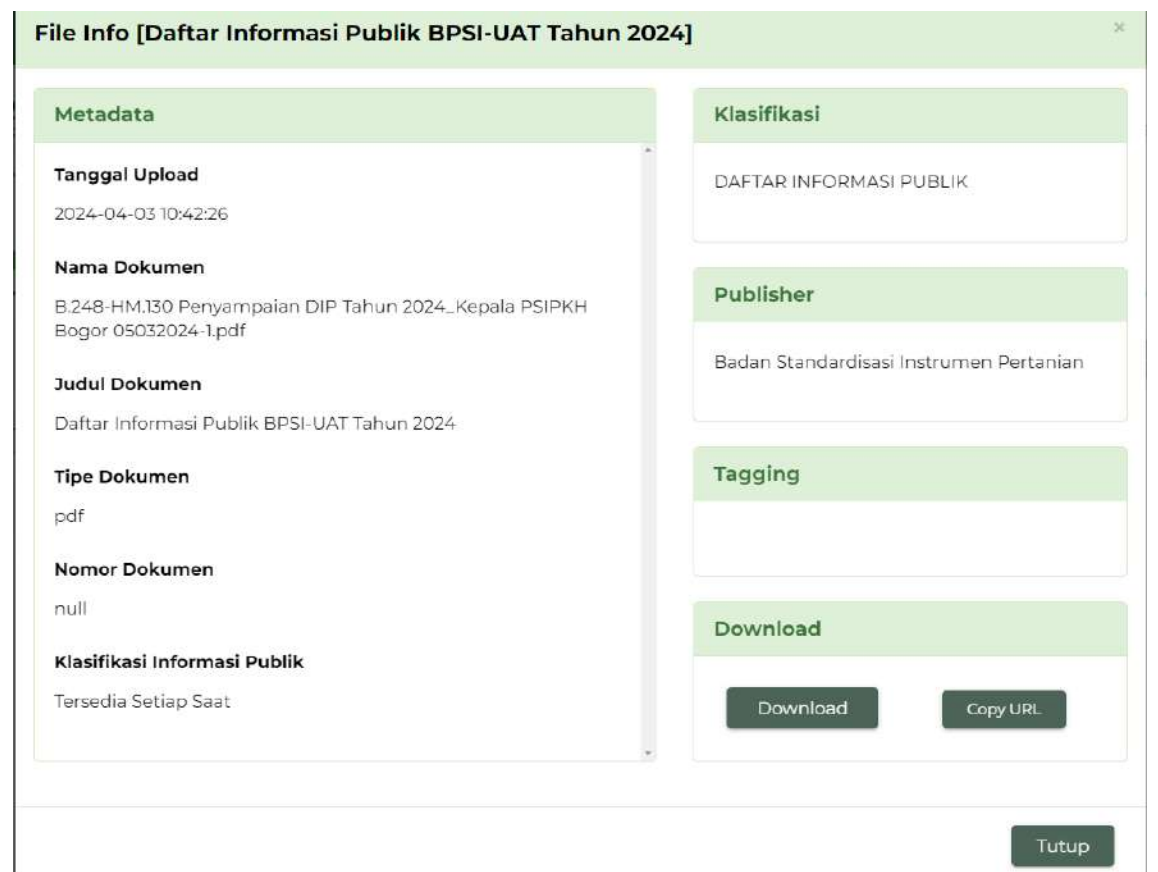 File Info [Daftar Informasi Publik BPSI-UAT Tahun 2024]
×
Metadata
Tanggal Upload
2024-04-03 10:42:26
Nama Dokumen
B.248-HM.130 Penyampaian DIP Tahun 2024_Kepala PSIPKH
Bogor 05032024-1.pdf
Judul Dokumen
Daftar Informasi Publik BPSI-UAT Tahun 2024
Tipe Dokumen
pdf
Nomor Dokumen
null
Klasifikasi Informasi Publik
Tersedia Setiap Saat
Klasifikasi
DAFTAR INFORMASI PUBLIK
Publisher
Badan Standardisasi Instrumen Pertanian
Tagging
Download
Download
Copy URL
Tutup